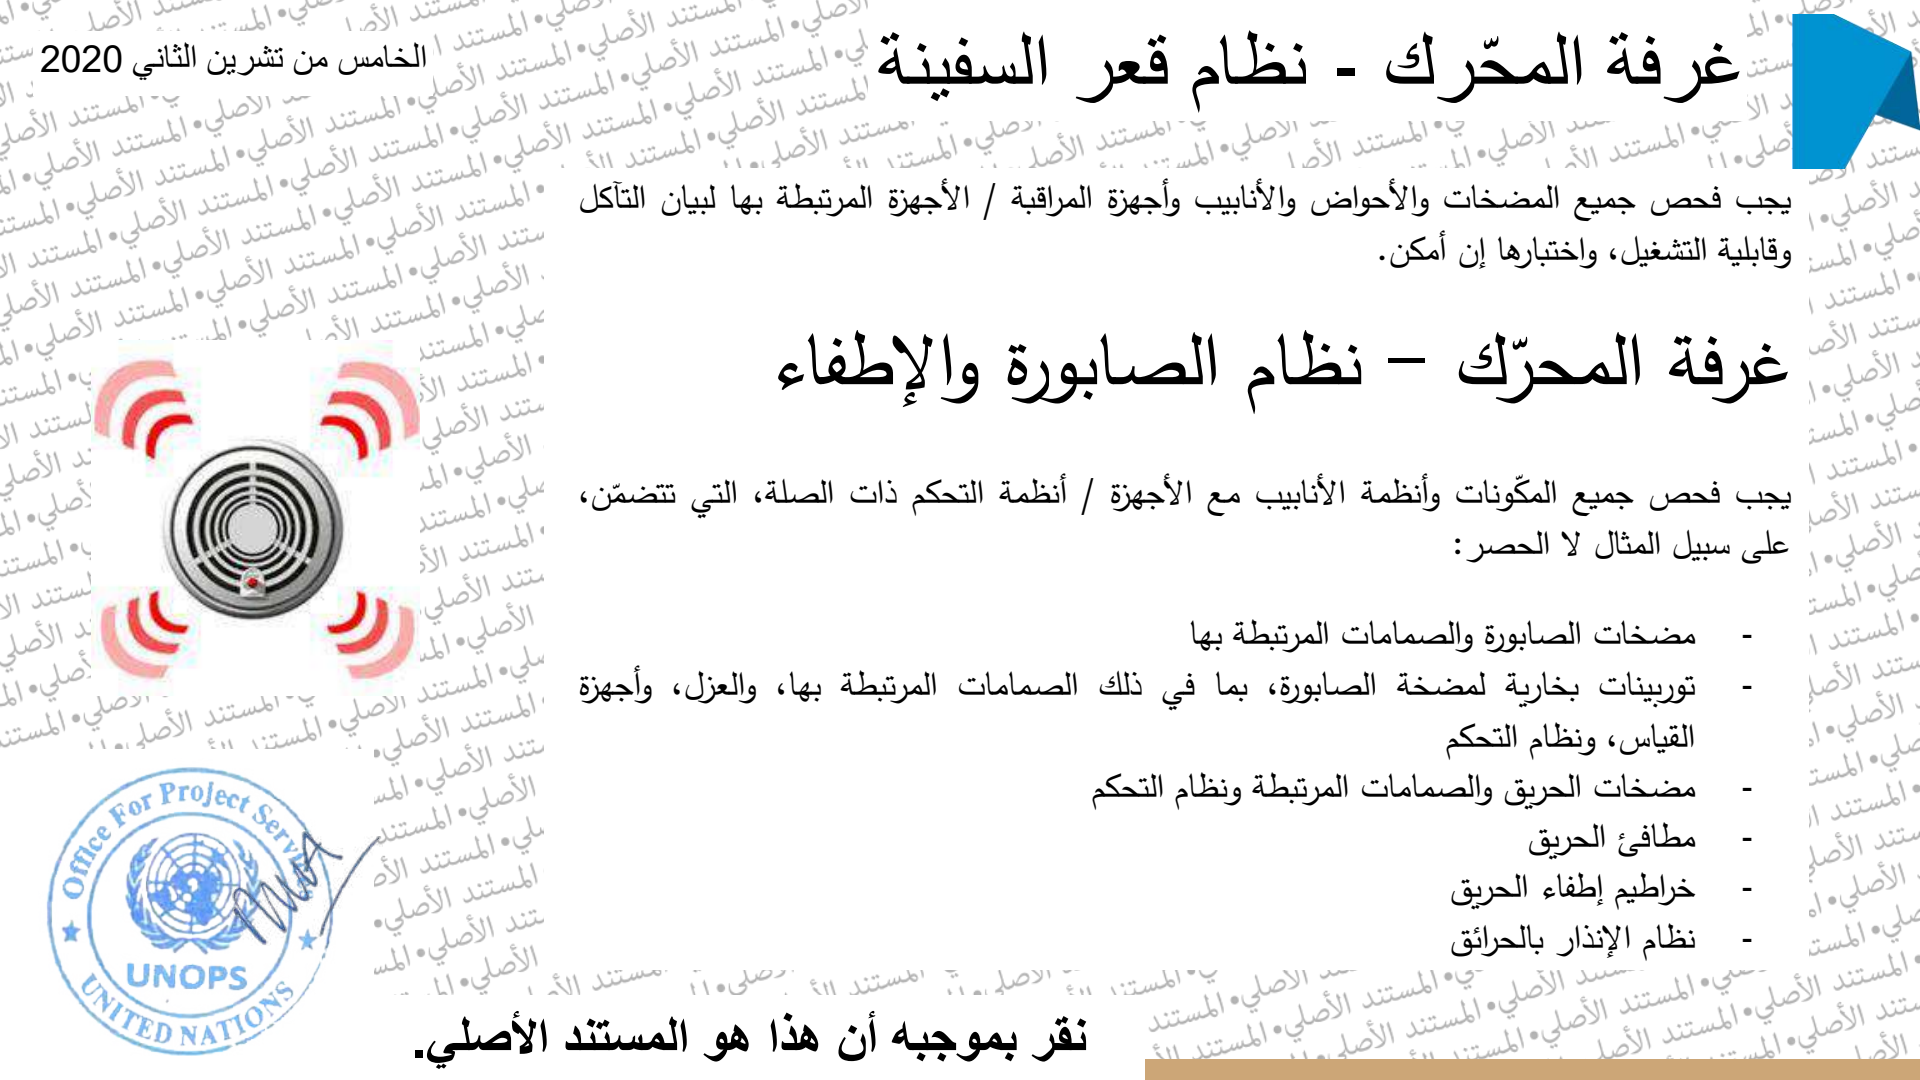 الخامس من تشرين الثاني 2020
غرفة المحّرك - نظام قعر السفينة
يجب فحص جميع المضخات والأحواض والأنابيب وأجهزة المراقبة / الأجهزة المرتبطة بها لبيان التآكل
وقابلية التشغيل، واختبارها إن أمكن.
غرفة المحرّك – نظام الصابورة والإطفاء
يجب فحص جميع المكّونات وأنظمة الأنابيب مع الأجهزة / أنظمة التحكم ذات الصلة، التي تتضمّن،
على سبيل المثال لا الحصر:
- مضخات الصابورة والصمامات المرتبطة بها
- توربينات بخارية لمضخة الصابورة، بما في ذلك الصمامات المرتبطة بها، والعزل، وأجهزة
القياس، ونظام التحكم
- مضخات الحريق والصمامات المرتبطة ونظام التحكم
- مطافئ الحريق
- خراطيم إطفاء الحريق
- نظام الإنذار بالحرائق
Office For Project Services
UNOPS
UNITED NATIONS
نقر بموجبه أن هذا هو المستند الأصلي.